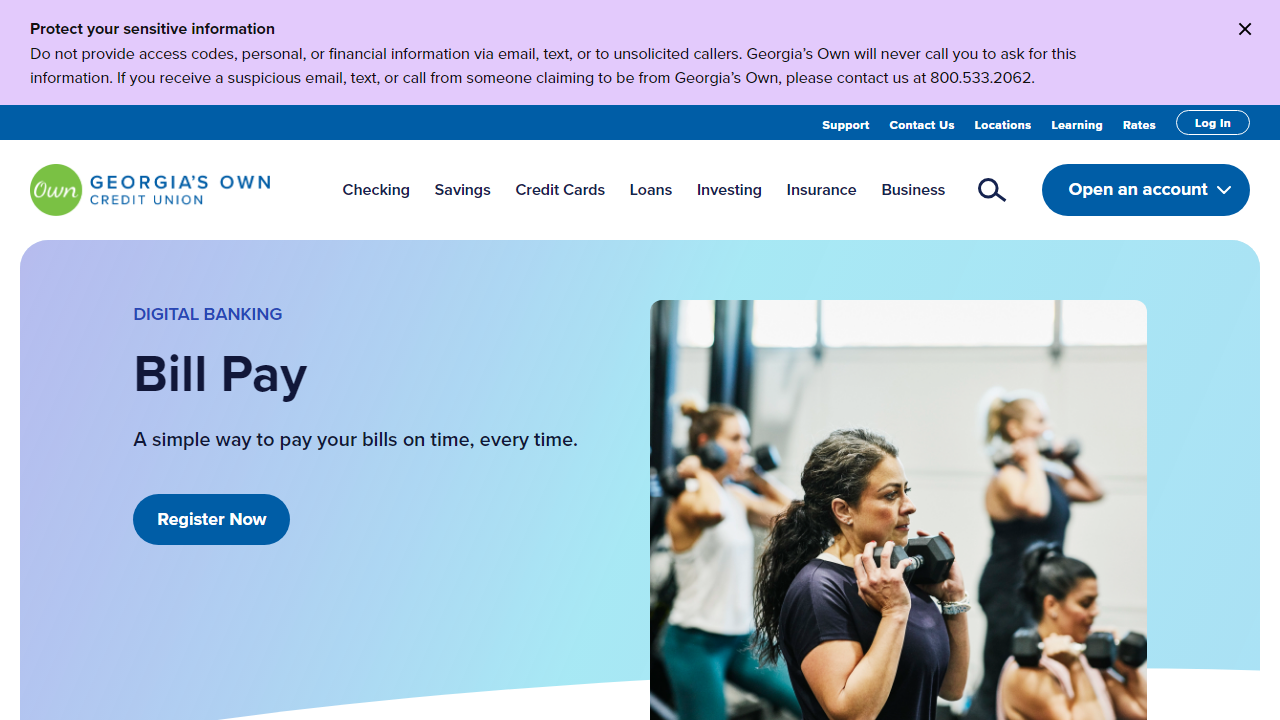 Protect your sensitive information
Do not provide access codes, personal, or financial information via email, text, or to unsolicited callers. Georgia’s Own will never call you to ask for this
information. If you receive a suspicious email, text, or call from someone claiming to be from Georgia’s Own, please contact us at 800.533.2062.
Support Contact Us Locations Learning Rates Log In
Own GEORGIA'S OWN
CREDIT UNION
Checking Savings Credit Cards Loans Investing Insurance Business Open an account
DIGITAL BANKING
Bill Pay
A simple way to pay your bills on time, every time.
Register Now